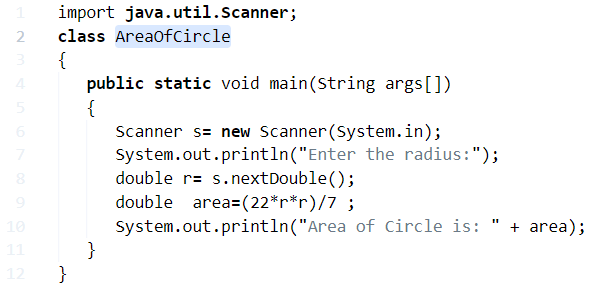 1 import java.util.Scanner;
2 class AreaOfCircle
3 {
4 public static void main(String args[])
5 {
6 Scanner s= new Scanner(System.in);
7 System.out.println("Enter the radius:");
8 double r= s.nextDouble();
9 double  area=(22*r*r)/7 ;
10 System.out.println("Area of Circle is: " + area);
11 }
12 }